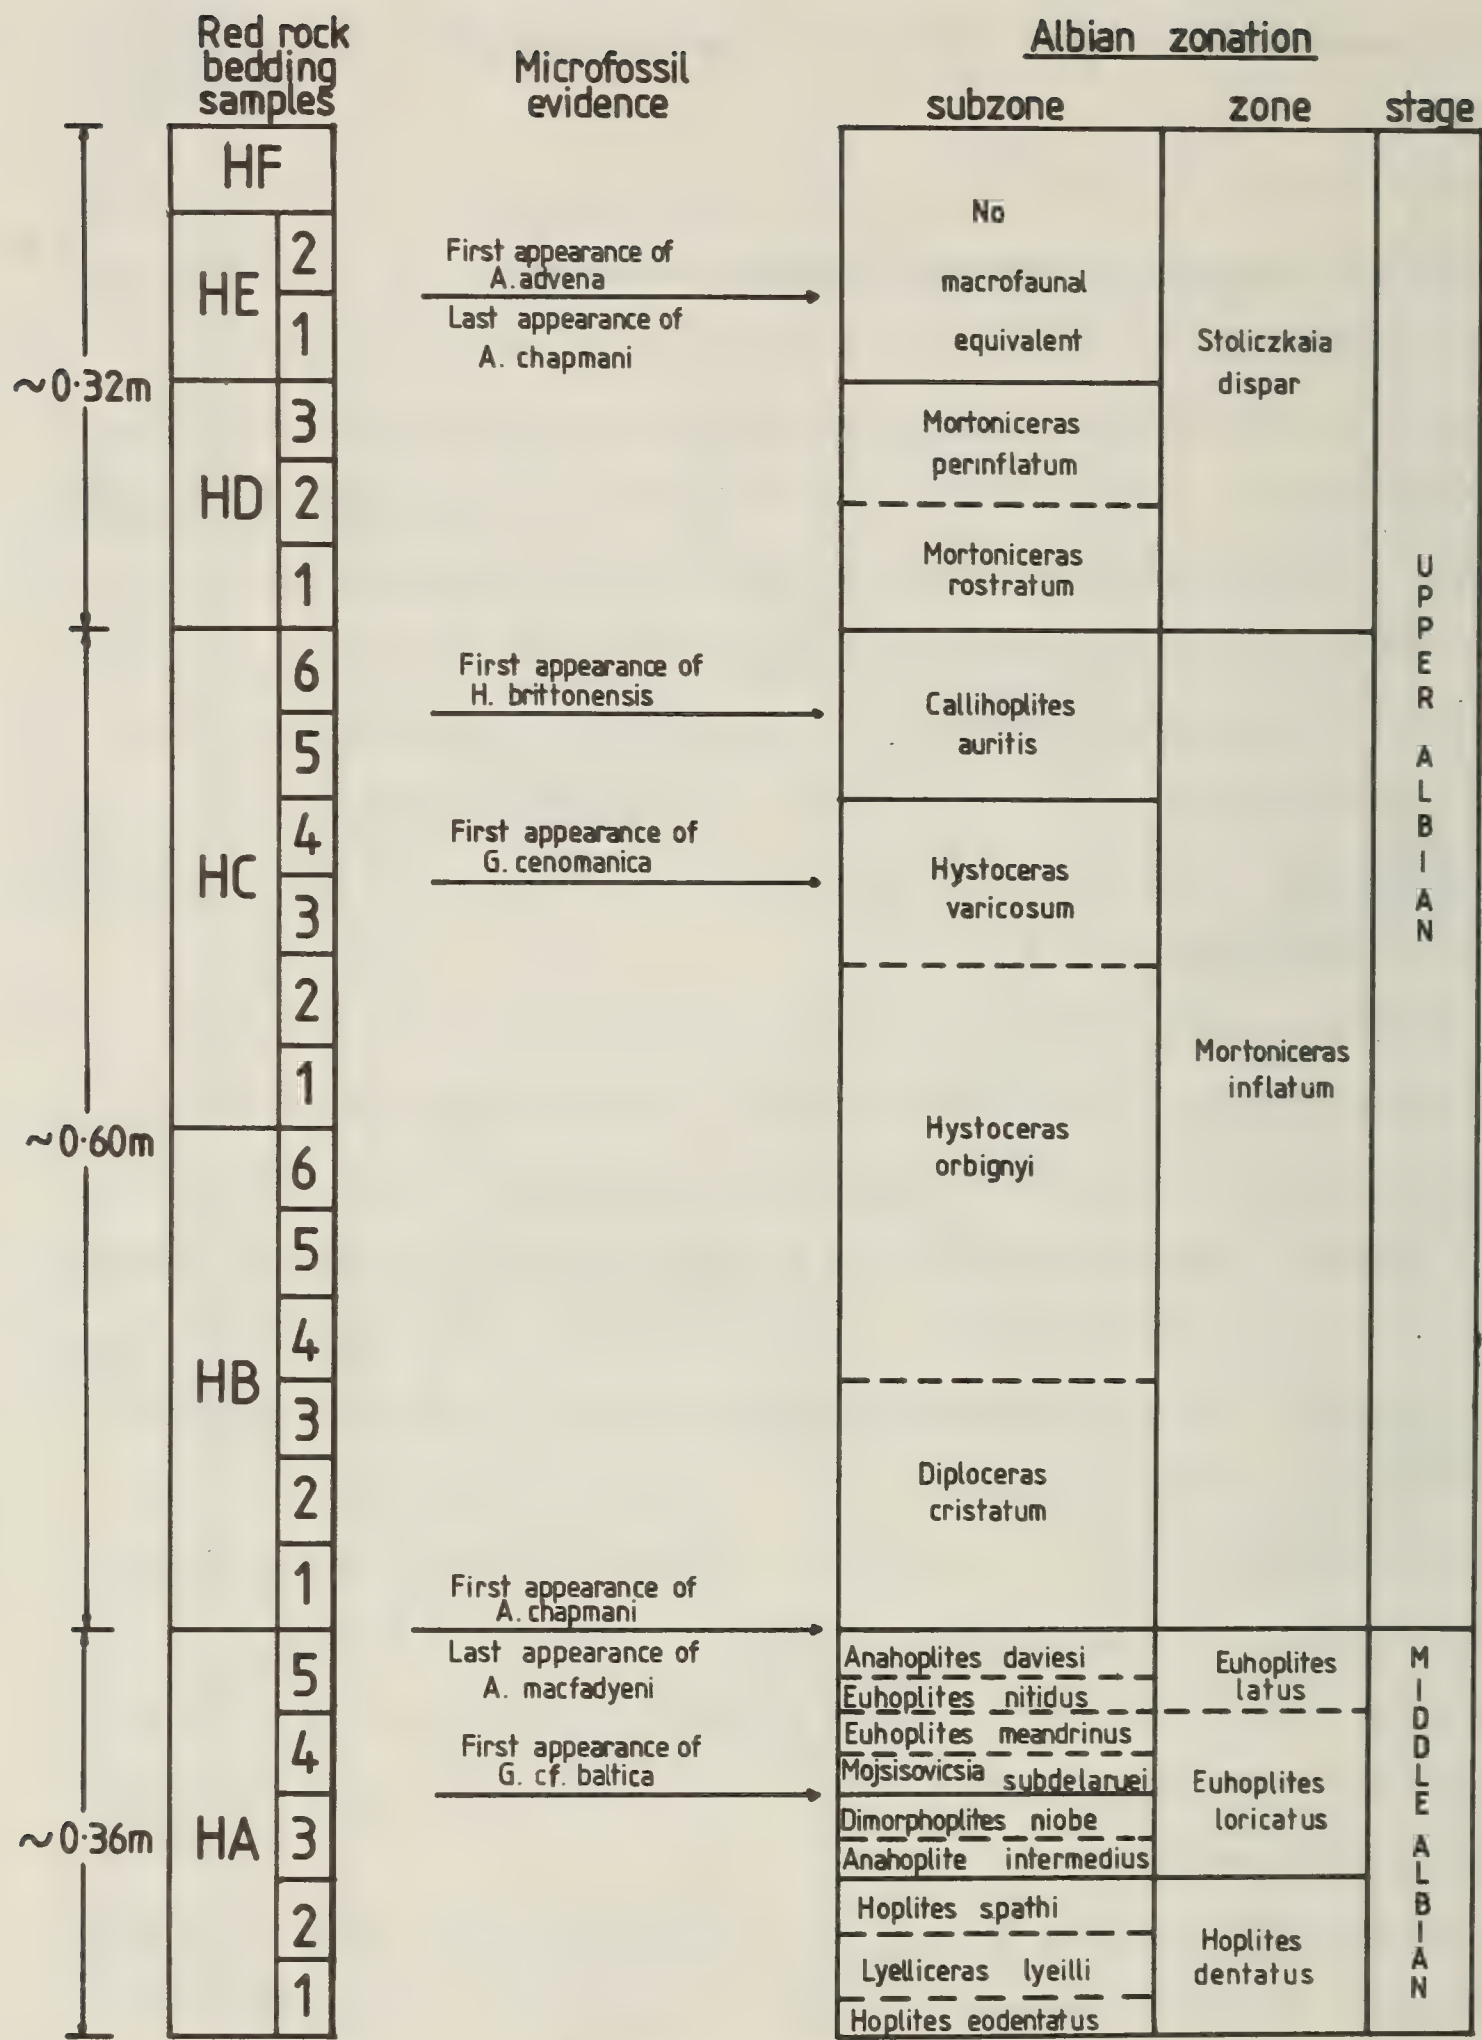 Red rock
bedding
samples
Microfossil
evidence
Albian zonation
subzone
zone
stage
~0·32m
~0·60m
~0·36m
HF
HE
2
1
HD
3
2
1
HC
6
5
4
3
2
1
HB
6
5
4
3
2
1
HA
5
4
3
2
1
First appearance of
A. advena
Last appearance of
A. chapmani
First appearance of
H. brittonensis
First appearance of
G. cenomanica
First appearance of
A. chapmani
Last appearance of
A. macfadyeni
First appearance of
G. cf. baltica
No
macrofaunal
equivalent
Mortoniceras
perinflatum
Mortoniceras
rostratum
Callihoplites
auritis
Hystoceras
varicosum
Hystoceras
orbignyi
Diploceras
cristatum
Anahoplites daviesi
Euhoplites nitidus
Euhoplites meandrinus
Mojsisovicsia subdelaruei
Dimorphoplites niobe
Anahoplite intermedius
Hoplites spathi
Lyelliceras lyeilli
Hoplites eodentatus
Stoliczkaia
dispar
Mortoniceras
inflatum
Euhoplites
latus
Euhoplites
loricatus
Hoplites
dentatus
UPPER ALBIAN
MIDDLE ALBIAN